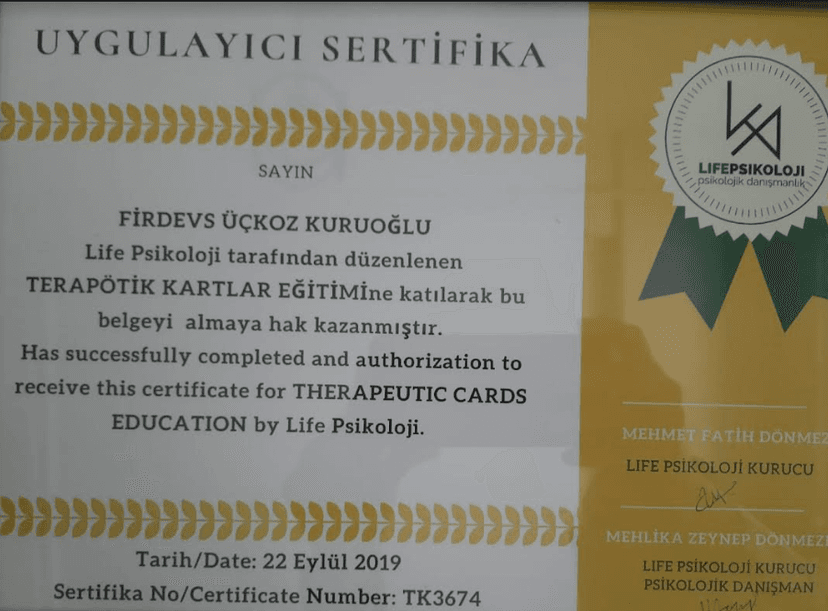 UYGULAYICI SERTİFİKA
SAYIN
FİRDEVS ÜÇKOZ KURUOĞLU
Life Psikoloji tarafından düzenlenen
TERAPÖTİK KARTLAR EĞİTİMİne katılarak bu
belgeyi almaya hak kazanmıştır.
Has successfully completed and authorization to
receive this certificate for THERAPEUTIC CARDS
EDUCATION by Life Psikoloji.
Tarih/Date: 22 Eylül 2019
Sertifika No/Certificate Number: TK3674
LIFEPSIKOLOJI
psikolojik danışmanlık
MEHMET FATİH DÖNMEZ
LIFE PSİKOLOJİ KURUCU
MEHLİKA ZEYNEP DÖNMEZ
LIFE PSİKOLOJİ KURUCU
PSİKOLOJİK DANIŞMAN